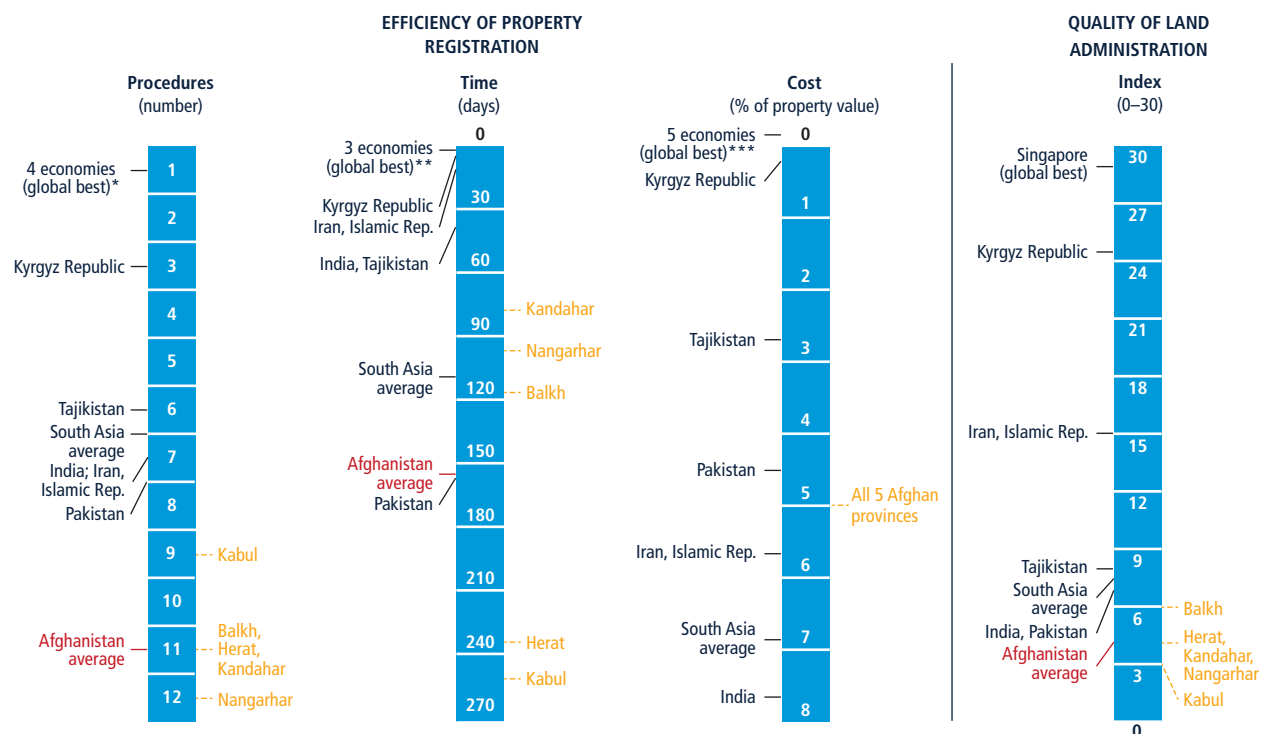 EFFICIENCY OF PROPERTY
REGISTRATION
QUALITY OF LAND
ADMINISTRATION
Procedures
(number)
4 economies
(global best)*
Kyrgyz Republic
Tajikistan
South Asia
average
India; Iran,
Islamic Rep.
Pakistan
Afghanistan
average
1
2
3
4
5
6
7
8
9
10
11
12
Kabul
Balkh,
Herat,
Kandahar
Nangarhar
Time
(days)
0
3 economies
(global best)**
Kyrgyz Republic
Iran, Islamic Rep.
India, Tajikistan
South Asia
average
Afghanistan
average
Pakistan
30
60
90
120
150
180
210
240
270
Kandahar
Nangarhar
Balkh
Herat
Kabul
Cost
(% of property value)
5 economies
(global best)***
0
Kyrgyz Republic
Tajikistan
Pakistan
Iran, Islamic Rep.
South Asia
average
India
1
2
3
4
5
6
7
8
All 5 Afghan
provinces
Index
(0–30)
Singapore
(global best)
Kyrgyz Republic
Iran, Islamic Rep.
Tajikistan
South Asia
average
India, Pakistan
Afghanistan
average
30
27
24
21
18
15
12
9
6
3
0
Balkh
Herat,
Kandahar,
Nangarhar
Kabul